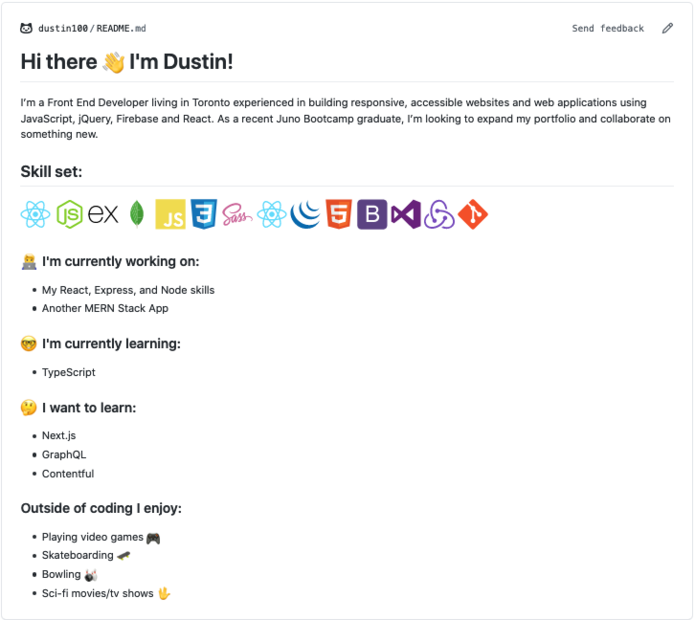 dustin100/README.md
Send feedback
Hi there 👋 I'm Dustin!
I'm a Front End Developer living in Toronto experienced in building responsive, accessible websites and web applications using
JavaScript, jQuery, Firebase and React. As a recent Juno Bootcamp graduate, I'm looking to expand my portfolio and collaborate on
something new.
Skill set:
JS ex JS 3 Sass 5 B
👨‍💻 I'm currently working on:
• My React, Express, and Node skills
• Another MERN Stack App
🤓 I'm currently learning:
• TypeScript
🤔 I want to learn:
• Next.js
• GraphQL
• Contentful
Outside of coding I enjoy:
• Playing video games 🎮
• Skateboarding 🛹
• Bowling 🎳
• Sci-fi movies/tv shows 🖖